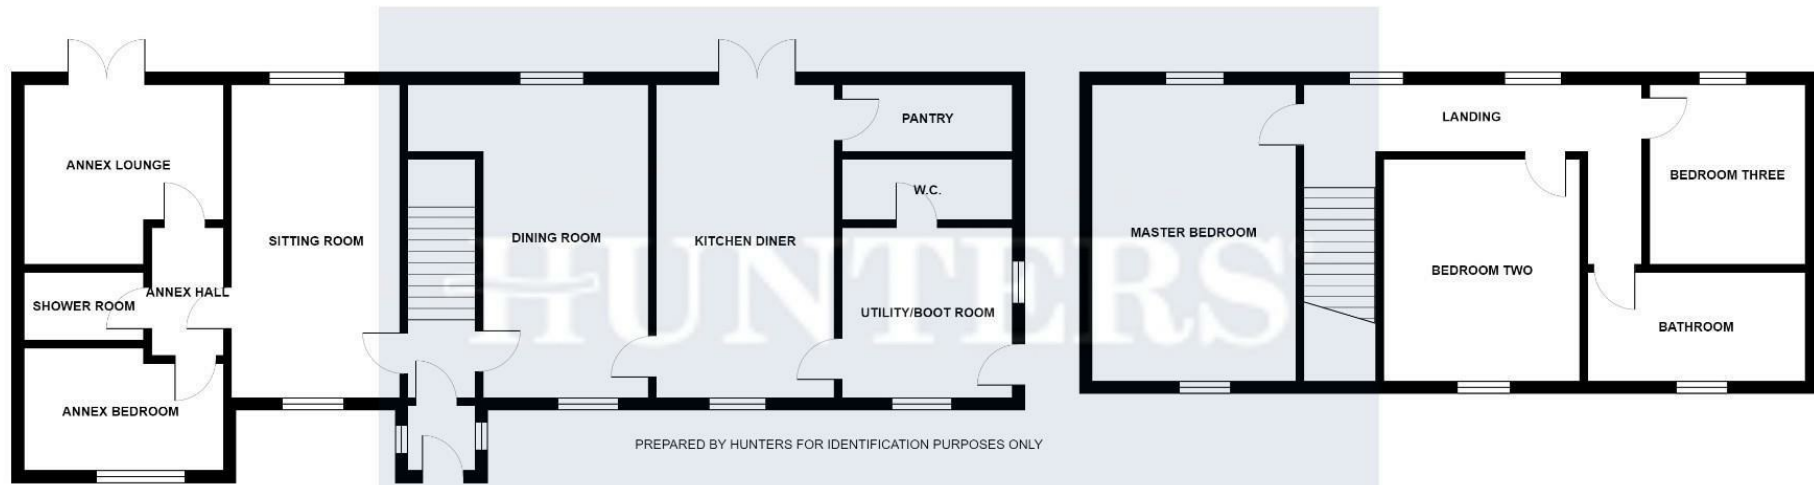 ANNEX LOUNGE
SITTING ROOM
SHOWER ROOM
ANNEX HALL
ANNEX BEDROOM
DINING ROOM
KITCHEN DINER
PANTRY
W.C.
UTILITY/BOOT ROOM
HUNTERS
PREPARED BY HUNTERS FOR IDENTIFICATION PURPOSES ONLY
MASTER BEDROOM
LANDING
BEDROOM TWO
BEDROOM THREE
BATHROOM